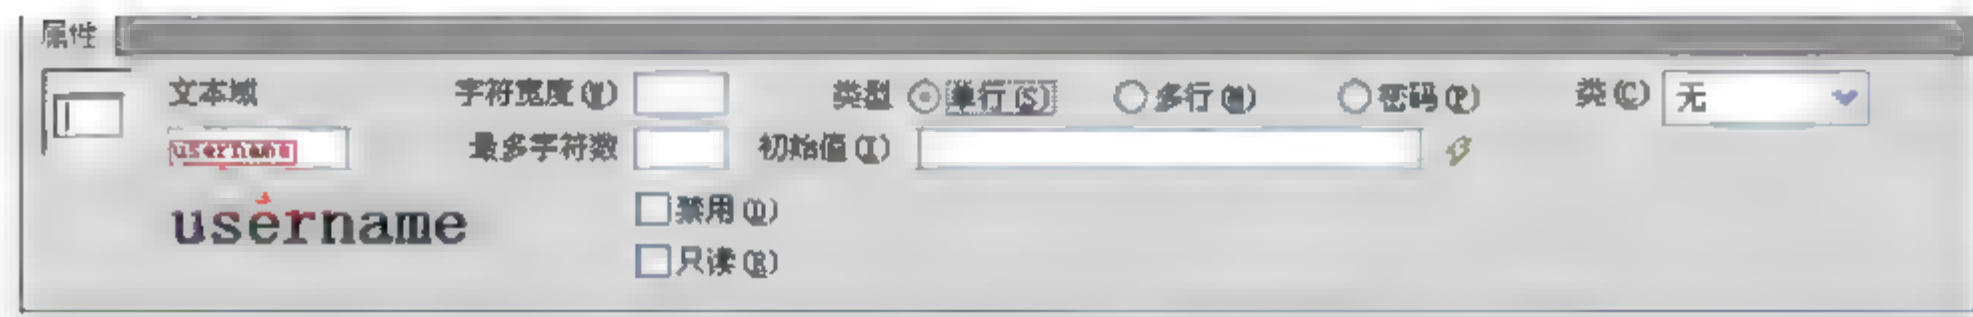 属性
文本域 字符宽度(W) 类型 单行(S) 多行(M) 密码(P) 类(C) 无
username 最多字符数 初始值(I)
username 禁用(D)
只读(R)